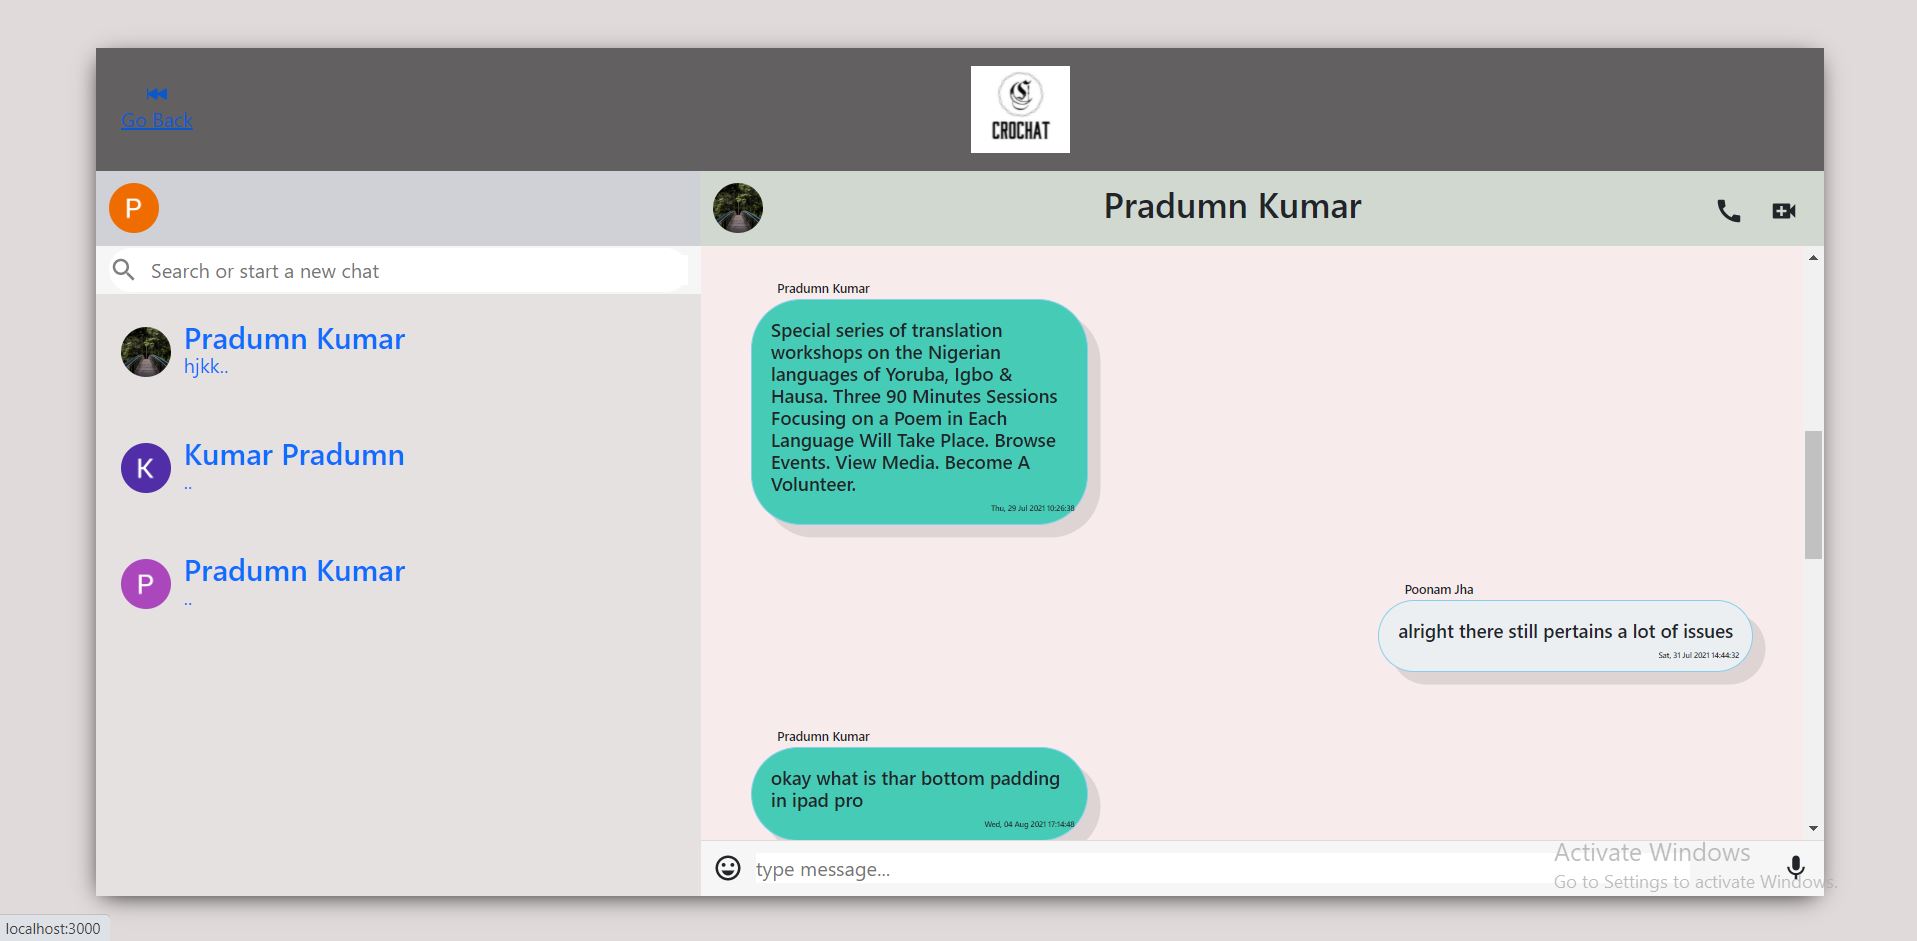 Go Back
C
CROCHAT
P
Pradumn Kumar
Search or start a new chat
Pradumn Kumar
hjkk..
K
Kumar Pradumn
..
P
Pradumn Kumar
..
Pradumn Kumar
Special series of translation
workshops on the Nigerian
languages of Yoruba, Igbo &
Hausa. Three 90 Minutes Sessions
Focusing on a Poem in Each
Language Will Take Place. Browse
Events. View Media. Become A
Volunteer.
Thu, 29 Jul 2021 10:26:38
Poonam Jha
alright there still pertains a lot of issues
Sat, 31 Jul 2021 14:44:32
Pradumn Kumar
okay what is thar bottom padding
in ipad pro
Wed, 04 Aug 2021 17:14:48
type message...
Activate Windows
Go to Settings to activate Windows.
localhost:3000